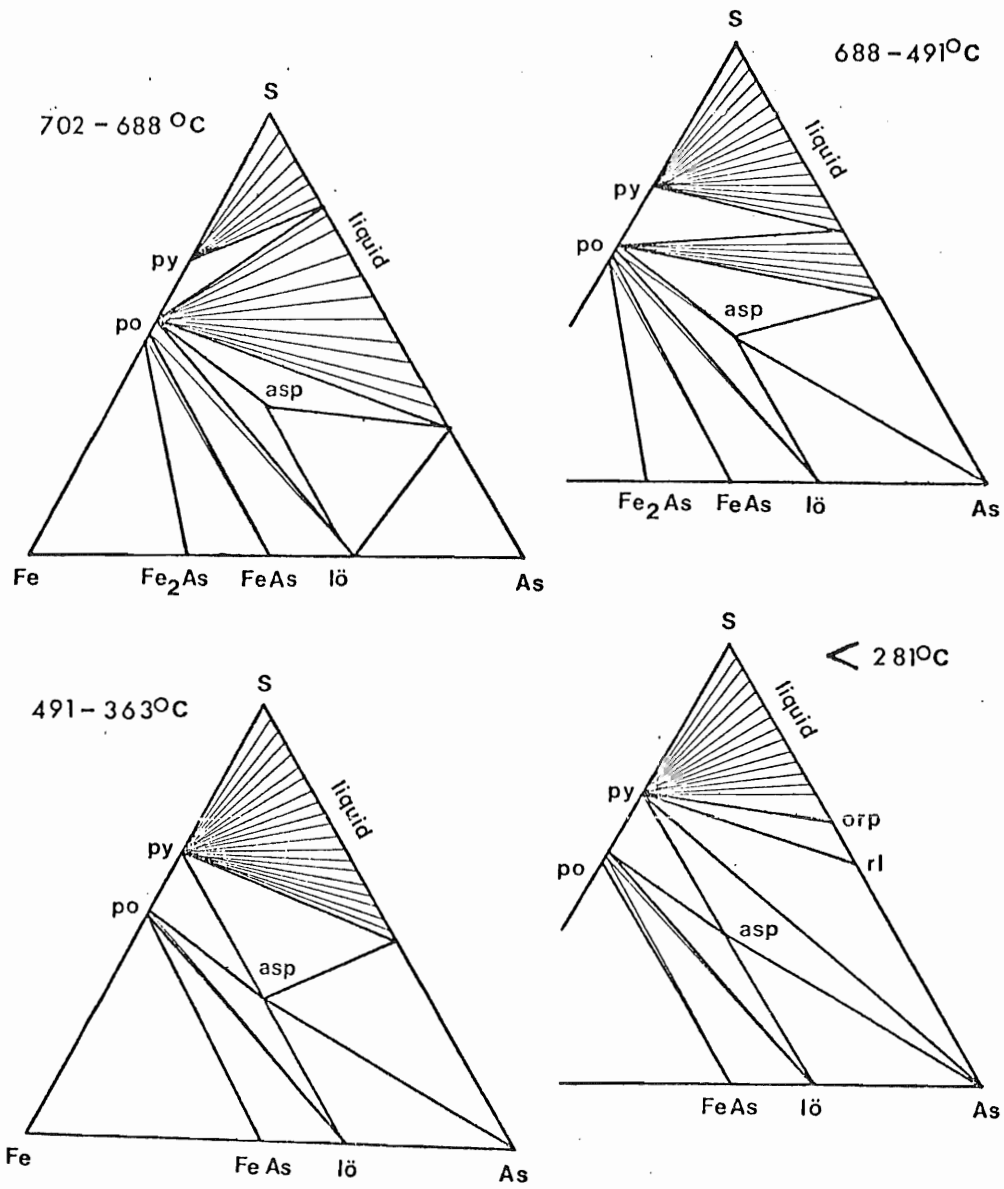 702 – 688 °C
S
liquid
py
po
asp
Fe
Fe₂As
FeAs
lö
As
688 – 491°C
S
liquid
py
po
asp
Fe₂As
FeAs
lö
As
491 – 363°C
S
liquid
py
po
asp
Fe
FeAs
lö
As
< 281°C
S
liquid
py
orp
rl
po
asp
FeAs
lö
As